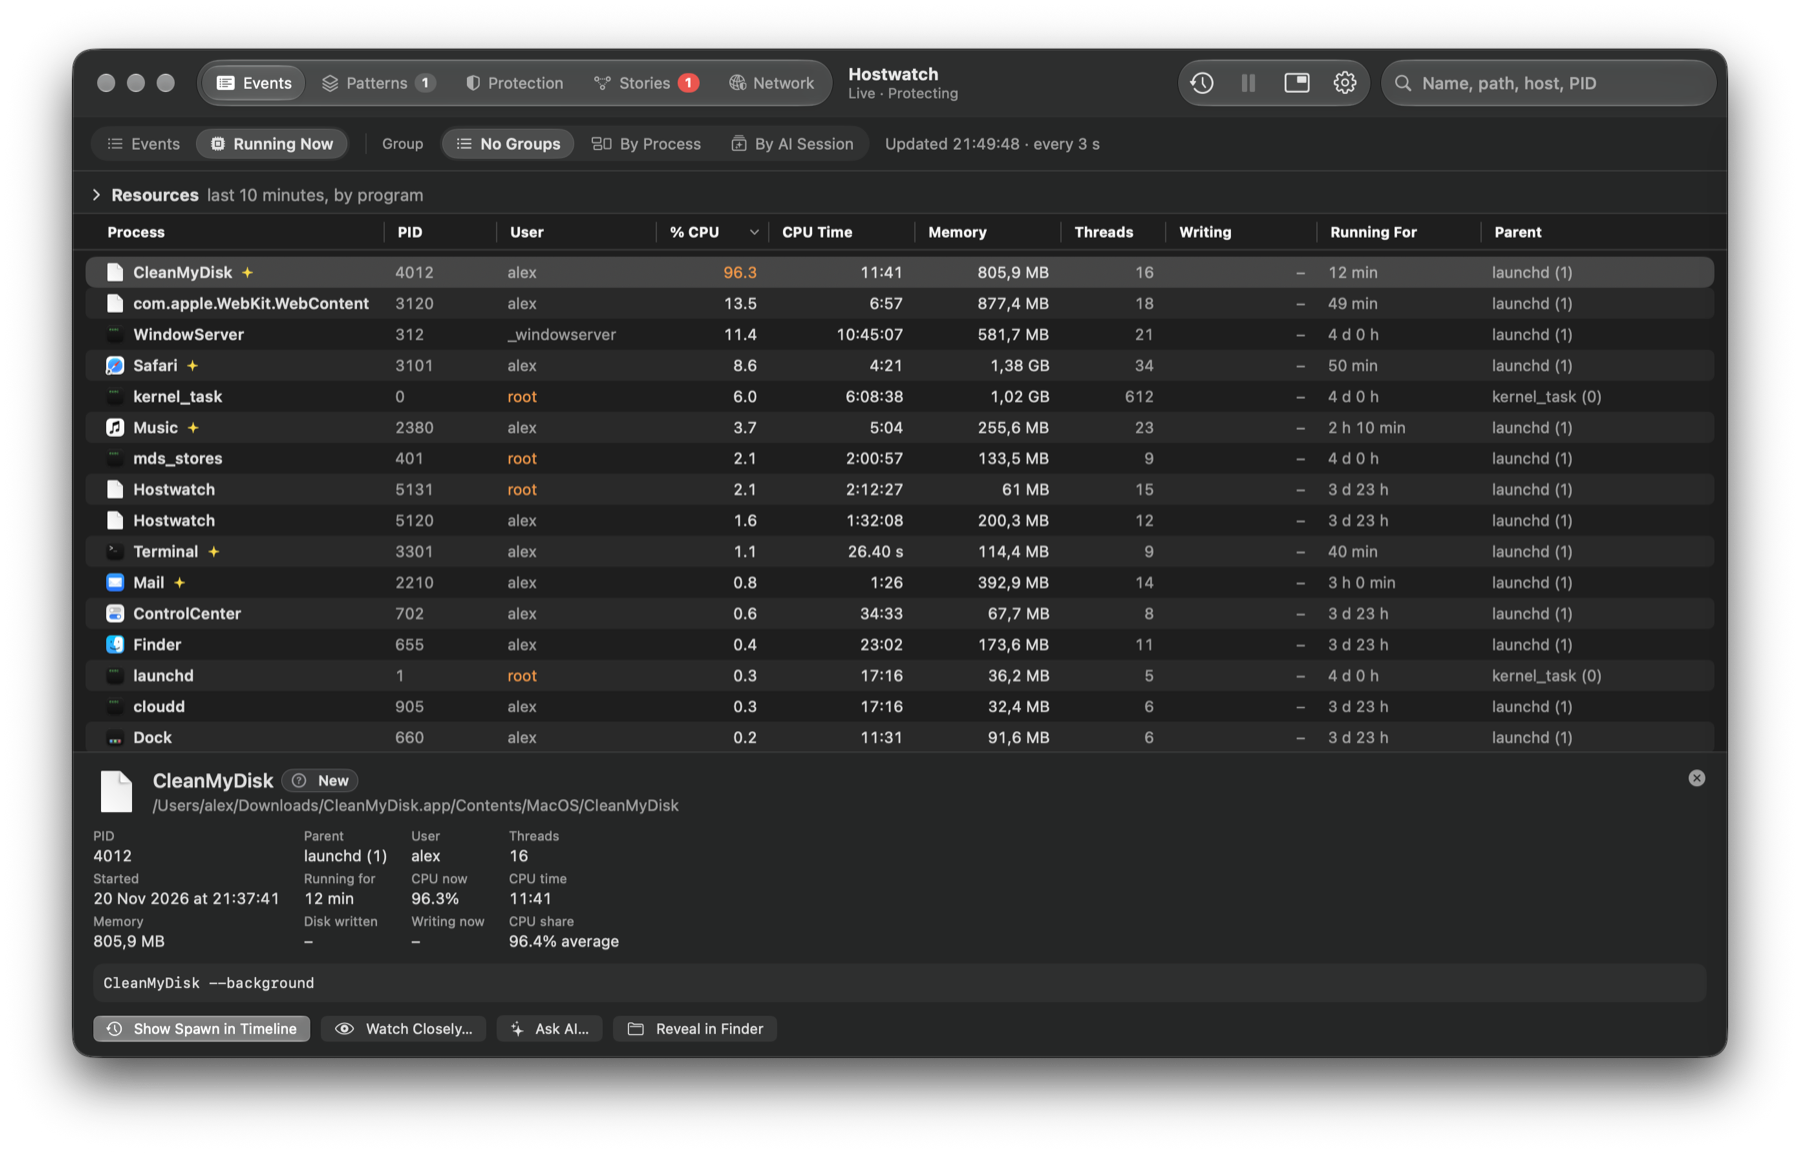 Events Patterns 1 Protection Stories 1 Network
Hostwatch
Live · Protecting
Name, path, host, PID
Events Running Now Group No Groups By Process By AI Session Updated 21:49:48 · every 3 s
Resources last 10 minutes, by program
Process PID User % CPU CPU Time Memory Threads Writing Running For Parent
CleanMyDisk 4012 alex 96.3 11:41 805,9 MB 16 – 12 min launchd (1)
com.apple.WebKit.WebContent 3120 alex 13.5 6:57 877,4 MB 18 – 49 min launchd (1)
WindowServer 312 _windowserver 11.4 10:45:07 581,7 MB 21 – 4 d 0 h launchd (1)
Safari 3101 alex 8.6 4:21 1,38 GB 34 – 50 min launchd (1)
kernel_task 0 root 6.0 6:08:38 1,02 GB 612 – 4 d 0 h kernel_task (0)
Music 2380 alex 3.7 5:04 255,6 MB 23 – 2 h 10 min launchd (1)
mds_stores 401 root 2.1 2:00:57 133,5 MB 9 – 4 d 0 h launchd (1)
Hostwatch 5131 root 2.1 2:12:27 61 MB 15 – 3 d 23 h launchd (1)
Hostwatch 5120 alex 1.6 1:32:08 200,3 MB 12 – 3 d 23 h launchd (1)
Terminal 3301 alex 1.1 26.40 s 114,4 MB 9 – 40 min launchd (1)
Mail 2210 alex 0.8 1:26 392,9 MB 14 – 3 h 0 min launchd (1)
ControlCenter 702 alex 0.6 34:33 67,7 MB 8 – 3 d 23 h launchd (1)
Finder 655 alex 0.4 23:02 173,6 MB 11 – 3 d 23 h launchd (1)
launchd 1 root 0.3 17:16 36,2 MB 5 – 4 d 0 h kernel_task (0)
cloudd 905 alex 0.3 17:16 32,4 MB 6 – 3 d 23 h launchd (1)
Dock 660 alex 0.2 11:31 91,6 MB 6 – 3 d 23 h launchd (1)
CleanMyDisk New
/Users/alex/Downloads/CleanMyDisk.app/Contents/MacOS/CleanMyDisk
PID Parent User Threads
4012 launchd (1) alex 16
Started Running for CPU now CPU time
20 Nov 2026 at 21:37:41 12 min 96.3% 11:41
Memory Disk written Writing now CPU share
805,9 MB – – 96.4% average
CleanMyDisk --background
Show Spawn in Timeline Watch Closely... Ask AI... Reveal in Finder